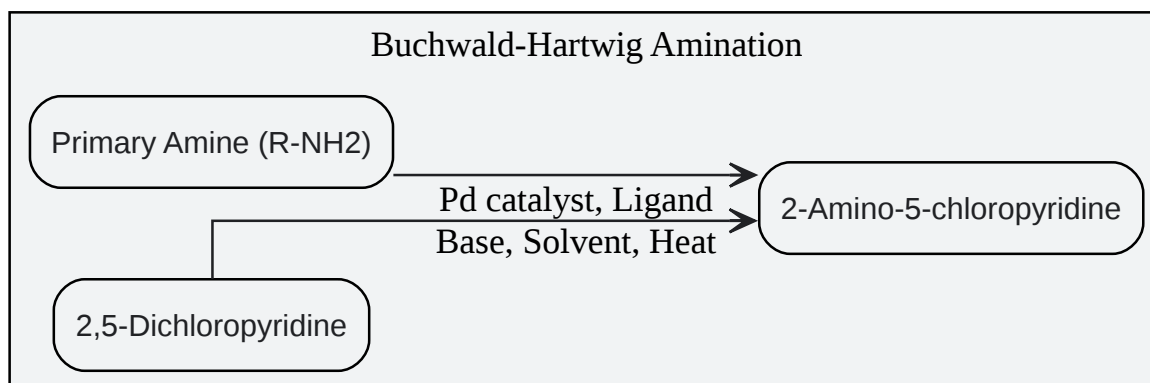 Buchwald-Hartwig Amination
Primary Amine (R-NH2)
Pd catalyst, Ligand
Base, Solvent, Heat
2-Amino-5-chloropyridine
2,5-Dichloropyridine